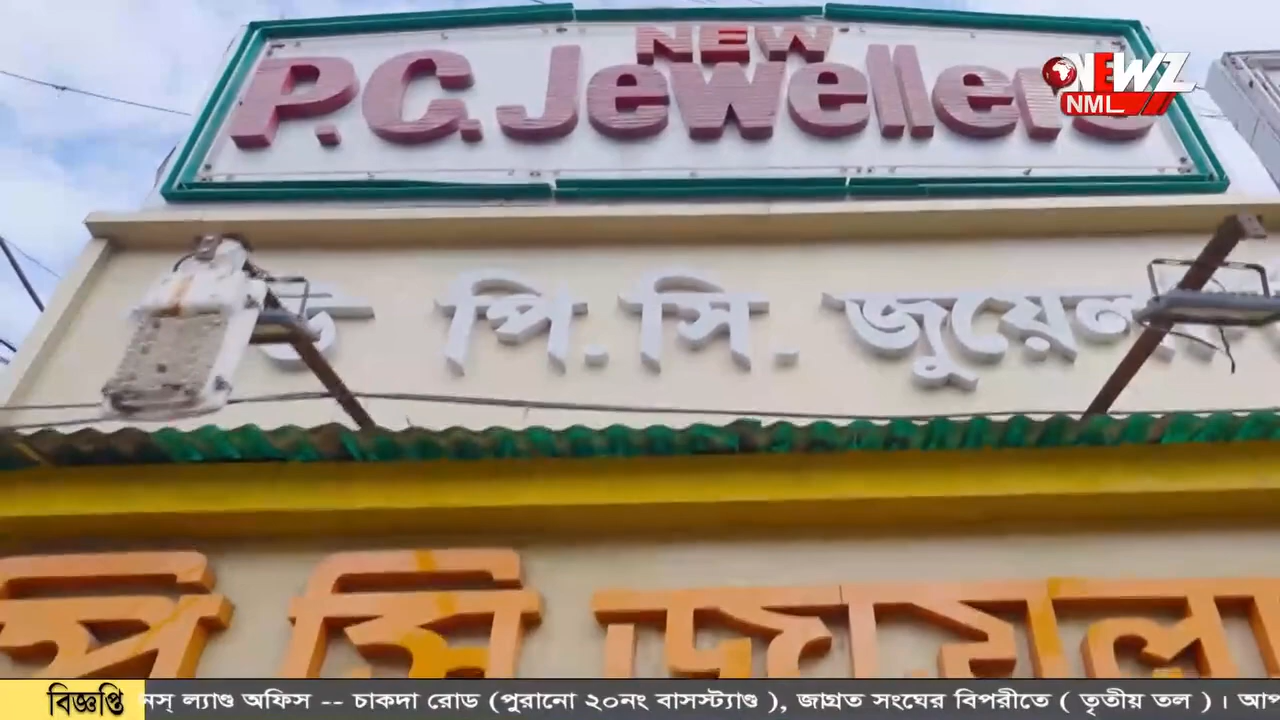 NEW
P.C. Jewellers
NEWZ
NML
উ পি.সি. জুয়েল
পি সি জুয়েলা
বিজ্ঞপ্তি
নস্ ল্যাণ্ড অফিস -- চাকদা রোড (পুরানো ২০নং বাসস্ট্যাণ্ড ), জাগ্রত সংঘের বিপরীতে ( তৃতীয় তল ) । আপ